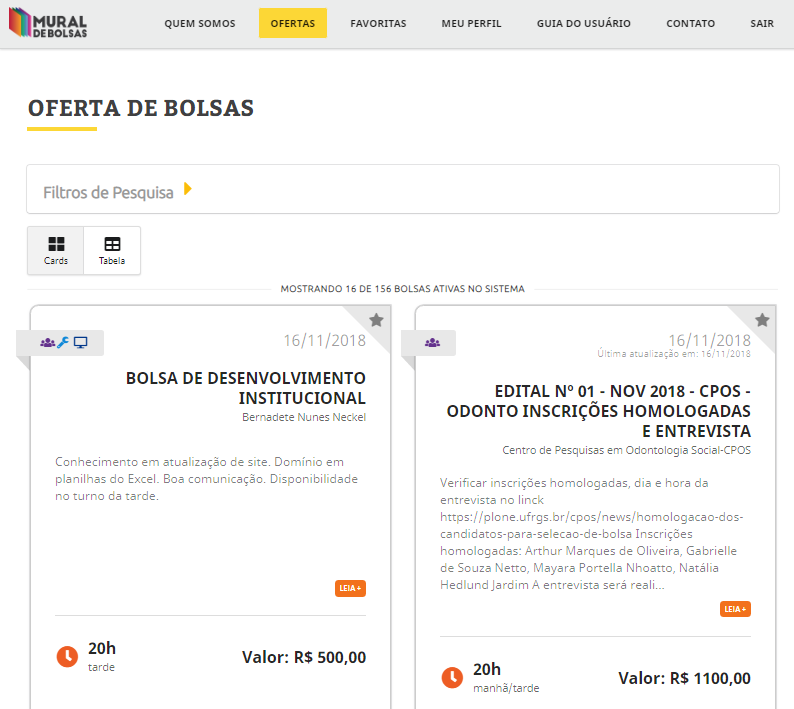 MURAL
DE BOLSAS
QUEM SOMOS
OFERTAS
FAVORITAS
MEU PERFIL
GUIA DO USUÁRIO
CONTATO
SAIR
OFERTA DE BOLSAS
Filtros de Pesquisa
Cards
Tabela
MOSTRANDO 16 DE 156 BOLSAS ATIVAS NO SISTEMA
16/11/2018
BOLSA DE DESENVOLVIMENTO
INSTITUCIONAL
Bernadete Nunes Neckel
Conhecimento em atualização de site. Domínio em
planilhas do Excel. Boa comunicação. Disponibilidade
no turno da tarde.
LEIA +
20h
tarde
Valor: R$ 500,00
16/11/2018
Última atualização em: 16/11/2018
EDITAL Nº 01 - NOV 2018 - CPOS -
ODONTO INSCRIÇÕES HOMOLOGADAS
E ENTREVISTA
Centro de Pesquisas em Odontologia Social-CPOS
Verificar inscrições homologadas, dia e hora da
entrevista no linck
https://plone.ufrgs.br/cpos/news/homologacao-dos-
candidatos-para-selecao-de-bolsa Inscrições
homologadas: Arthur Marques de Oliveira, Gabrielle
de Souza Netto, Mayara Portella Nhoatto, Natália
Hedlund Jardim A entrevista será reali...
LEIA +
20h
manhã/tarde
Valor: R$ 1100,00